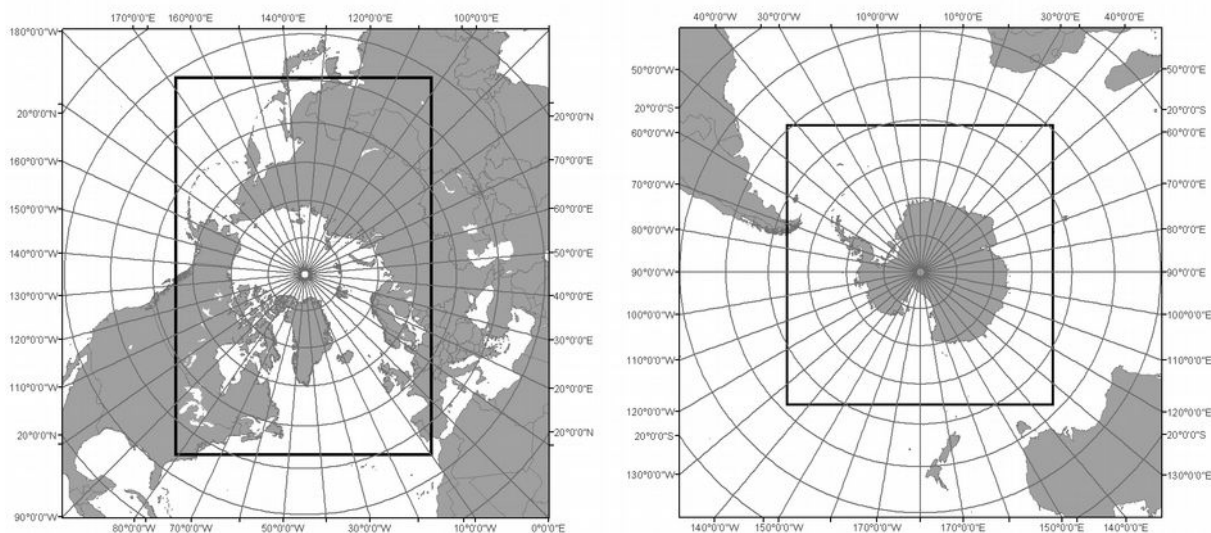 170°0'0"E 160°0'0"E 140°0'0"E 120°0'0"E 100°0'0"E
180°0'0"W
20°0'0"W
160°0'0"W
150°0'0"W
140°0'0"W
130°0'0"W
120°0'0"W
110°0'0"W
20°0'0"N
90°0'0"W
80°0'0"E
20°0'0"N
70°0'0"E
60°0'0"E
50°0'0"E
40°0'0"E
30°0'0"E
20°0'0"E
20°0'0"N
80°0'0"W 70°0'0"W 40°0'0"W 30°0'0"W 10°0'0"E 0°0'0"E
40°0'0"W 30°0'0"W 10°0'0"W 10°0'0"E 30°0'0"E 40°0'0"E
50°0'0"W
20°0'0"S
60°0'0"W
70°0'0"W
80°0'0"W
90°0'0"W
100°0'0"W
110°0'0"W
120°0'0"W
20°0'0"S
130°0'0"W
50°0'0"E
20°0'0"S
60°0'0"E
70°0'0"E
80°0'0"E
90°0'0"E
100°0'0"E
110°0'0"E
120°0'0"E
20°0'0"S
130°0'0"E
140°0'0"W 150°0'0"W 170°0'0"W 170°0'0"E 150°0'0"E 140°0'0"E